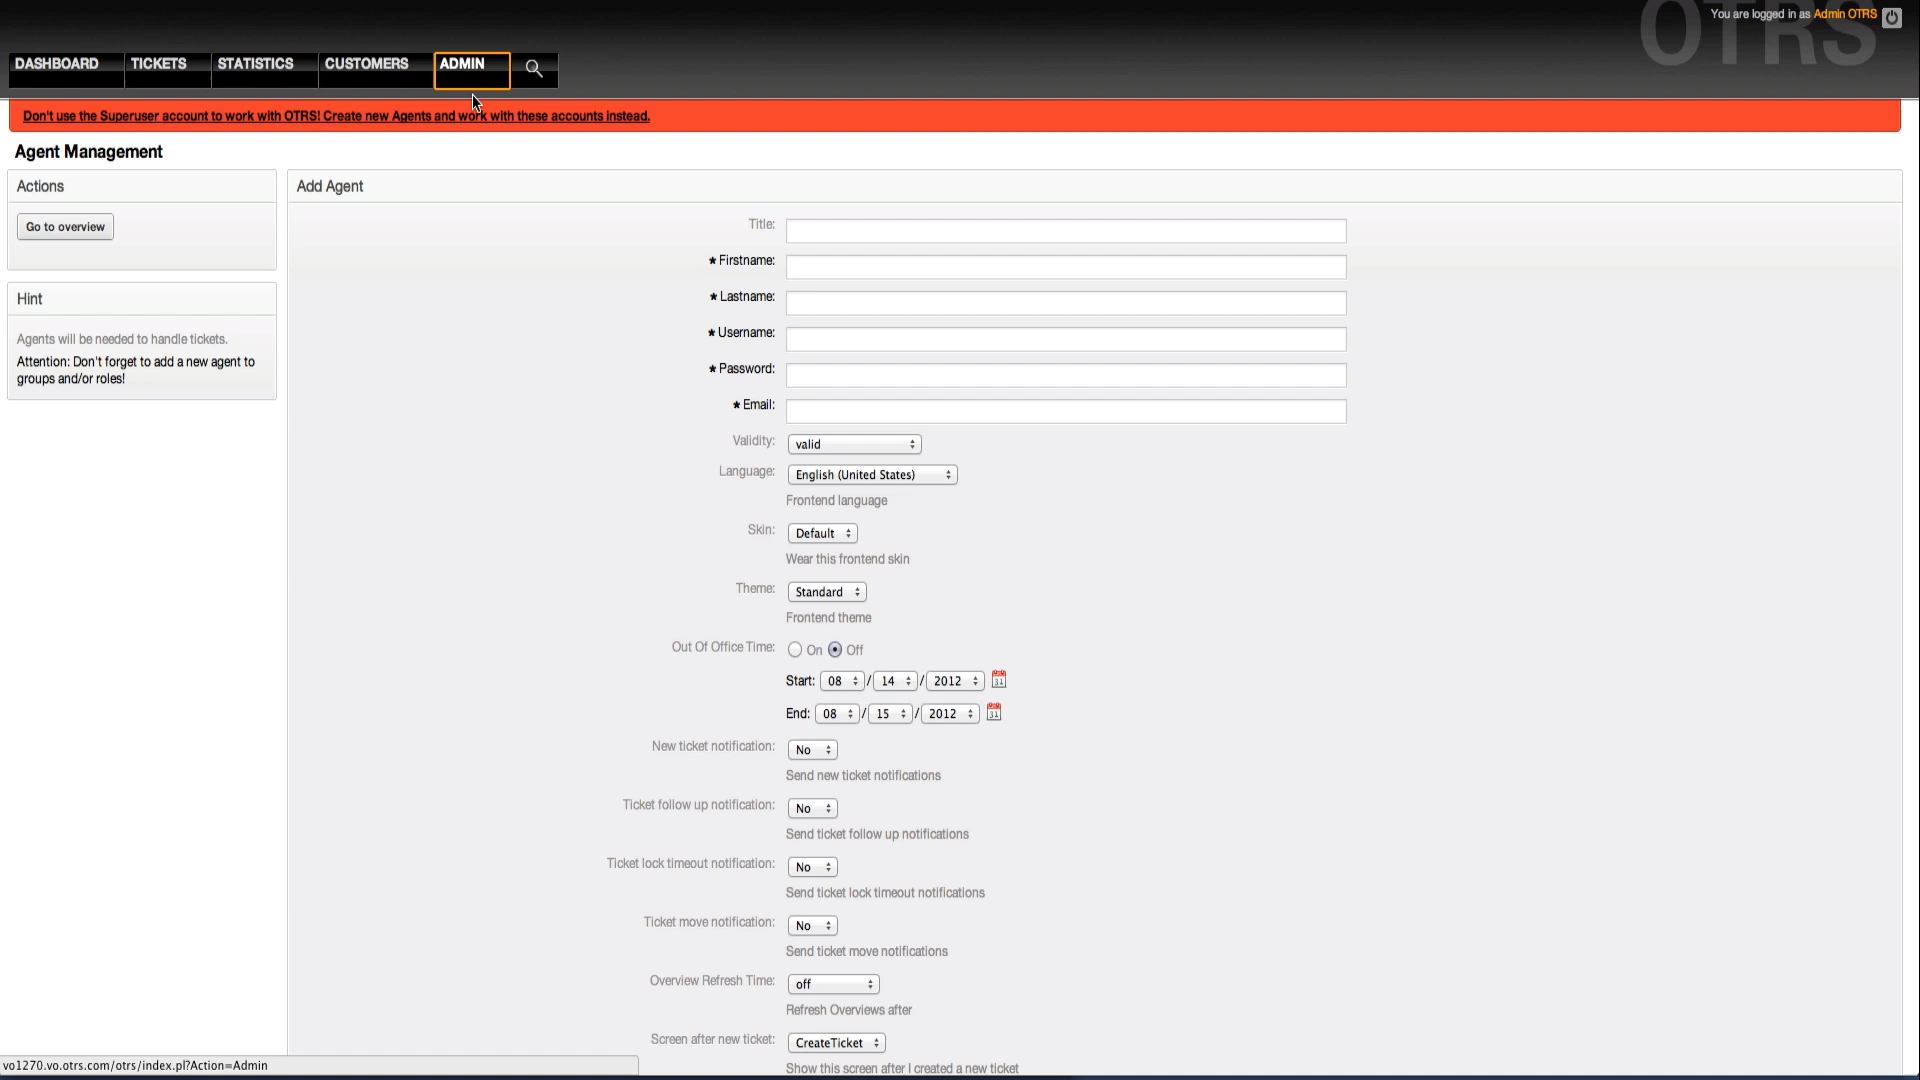 OTRS
You are logged in as Admin OTRS
DASHBOARD TICKETS STATISTICS CUSTOMERS ADMIN
Don't use the Superuser account to work with OTRS! Create new Agents and work with these accounts instead.
Agent Management
Actions
Go to overview
Hint
Agents will be needed to handle tickets.
Attention: Don't forget to add a new agent to
groups and/or roles!
Add Agent
Title:
* Firstname:
* Lastname:
* Username:
* Password:
* Email:
Validity: valid
Language: English (United States)
Frontend language
Skin: Default
Wear this frontend skin
Theme: Standard
Frontend theme
Out Of Office Time: On Off
Start: 08 / 14 / 2012 31
End: 08 / 15 / 2012 31
New ticket notification: No
Send new ticket notifications
Ticket follow up notification: No
Send ticket follow up notifications
Ticket lock timeout notification: No
Send ticket lock timeout notifications
Ticket move notification: No
Send ticket move notifications
Overview Refresh Time: off
Refresh Overviews after
Screen after new ticket: CreateTicket
Show this screen after I created a new ticket
vo1270.vo.otrs.com/otrs/index.pl?Action=Admin